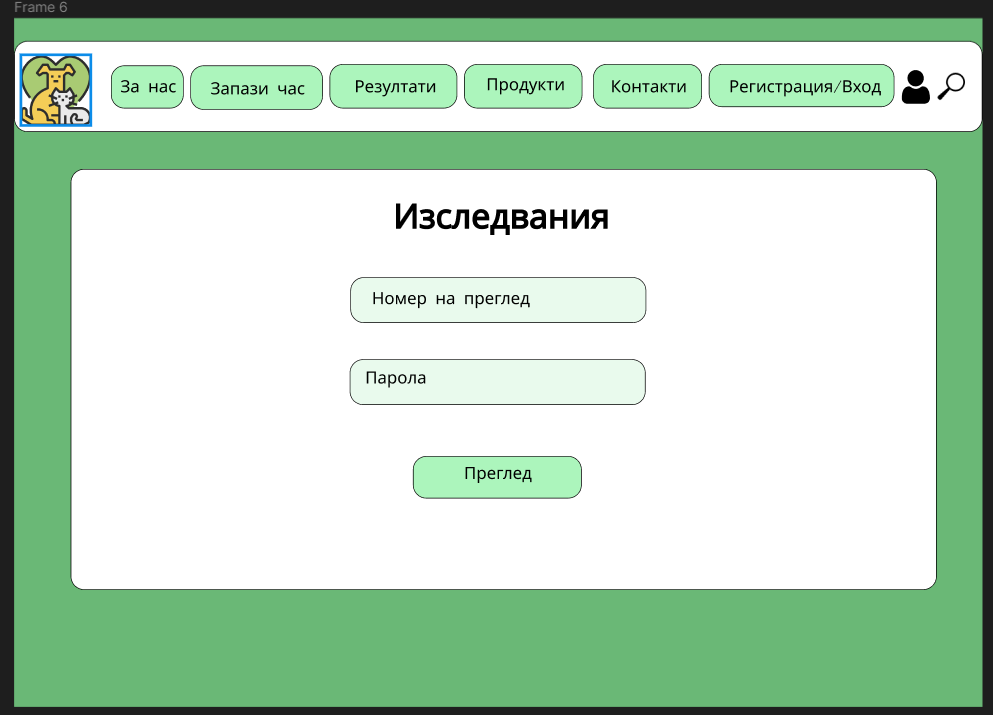 Frame 6
За нас Запази час Резултати Продукти Контакти Регистрация/Вход
Изследвания
Номер на преглед
Парола
Преглед